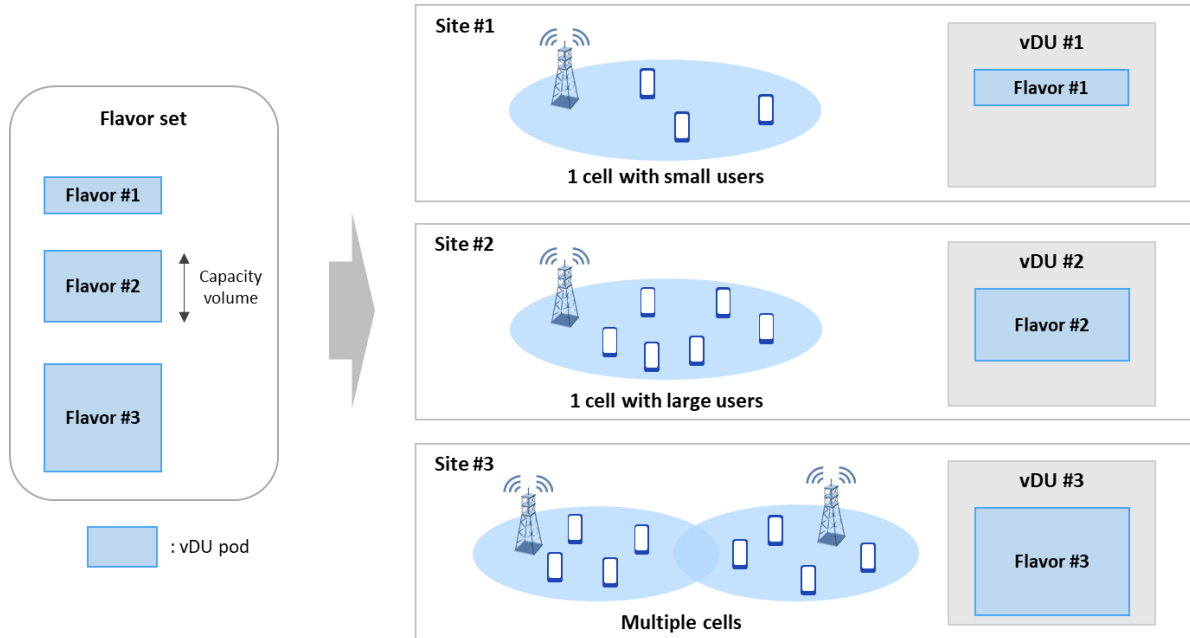 Flavor set
Flavor #1
Flavor #2
Capacity
volume
Flavor #3
: vDU pod
Site #1
1 cell with small users
vDU #1
Flavor #1
Site #2
1 cell with large users
vDU #2
Flavor #2
Site #3
Multiple cells
vDU #3
Flavor #3